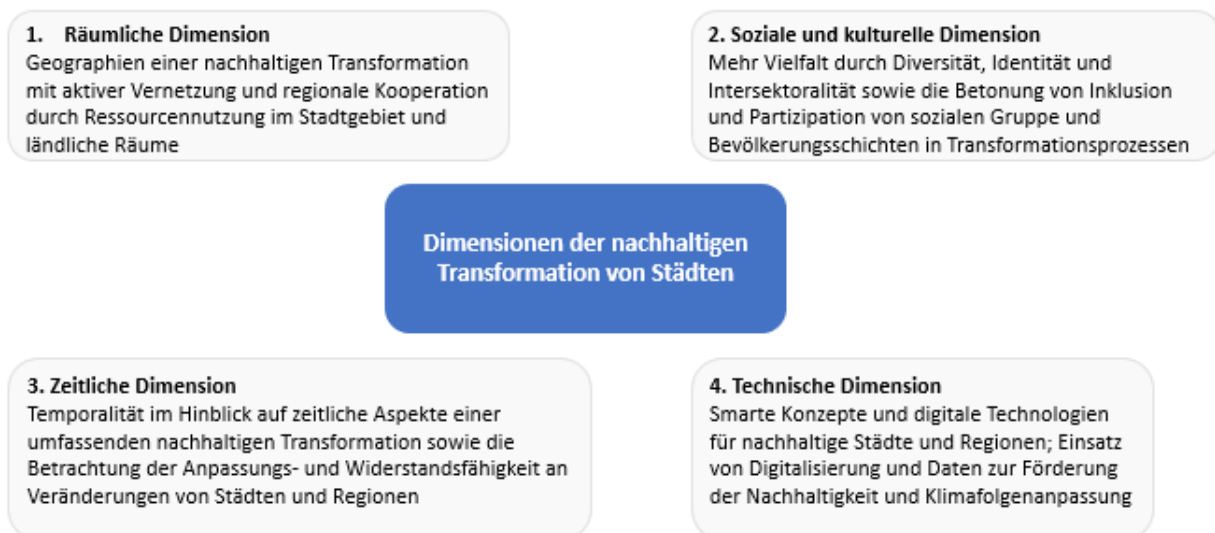 1. Räumliche Dimension
Geographien einer nachhaltigen Transformation
mit aktiver Vernetzung und regionale Kooperation
durch Ressourcennutzung im Stadtgebiet und
ländliche Räume
2. Soziale und kulturelle Dimension
Mehr Vielfalt durch Diversität, Identität und
Intersektoralität sowie die Betonung von Inklusion
und Partizipation von sozialen Gruppe und
Bevölkerungsschichten in Transformationsprozessen
Dimensionen der nachhaltigen
Transformation von Städten
3. Zeitliche Dimension
Temporalität im Hinblick auf zeitliche Aspekte einer
umfassenden nachhaltigen Transformation sowie die
Betrachtung der Anpassungs- und Widerstandsfähigkeit an
Veränderungen von Städten und Regionen
4. Technische Dimension
Smarte Konzepte und digitale Technologien
für nachhaltige Städte und Regionen; Einsatz
von Digitalisierung und Daten zur Förderung
der Nachhaltigkeit und Klimafolgenanpassung